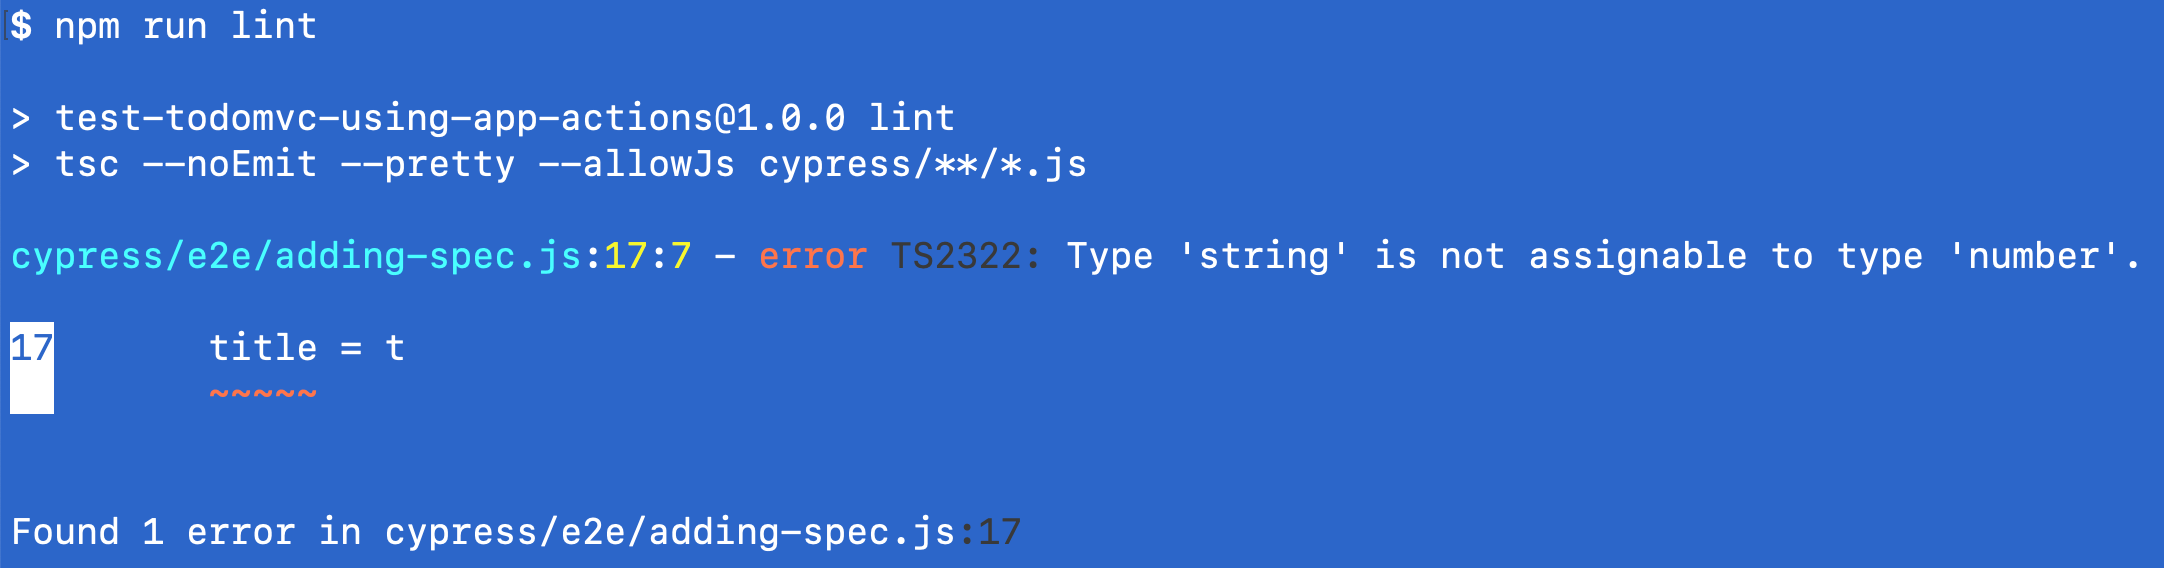 $ npm run lint
> test-todomvc-using-app-actions@1.0.0 lint
> tsc --noEmit --pretty --allowJs cypress/**/*.js
cypress/e2e/adding-spec.js:17:7 - error TS2322: Type 'string' is not assignable to type 'number'.
17       title = t
         ~~~~~
Found 1 error in cypress/e2e/adding-spec.js:17